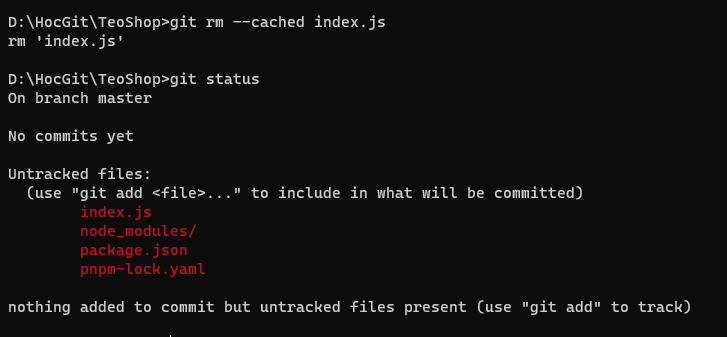 D:\HocGit\TeoShop>git rm --cached index.js
rm 'index.js'
D:\HocGit\TeoShop>git status
On branch master
No commits yet
Untracked files:
(use "git add <file>..." to include in what will be committed)
index.js
node_modules/
package.json
pnpm-lock.yaml
nothing added to commit but untracked files present (use "git add" to track)